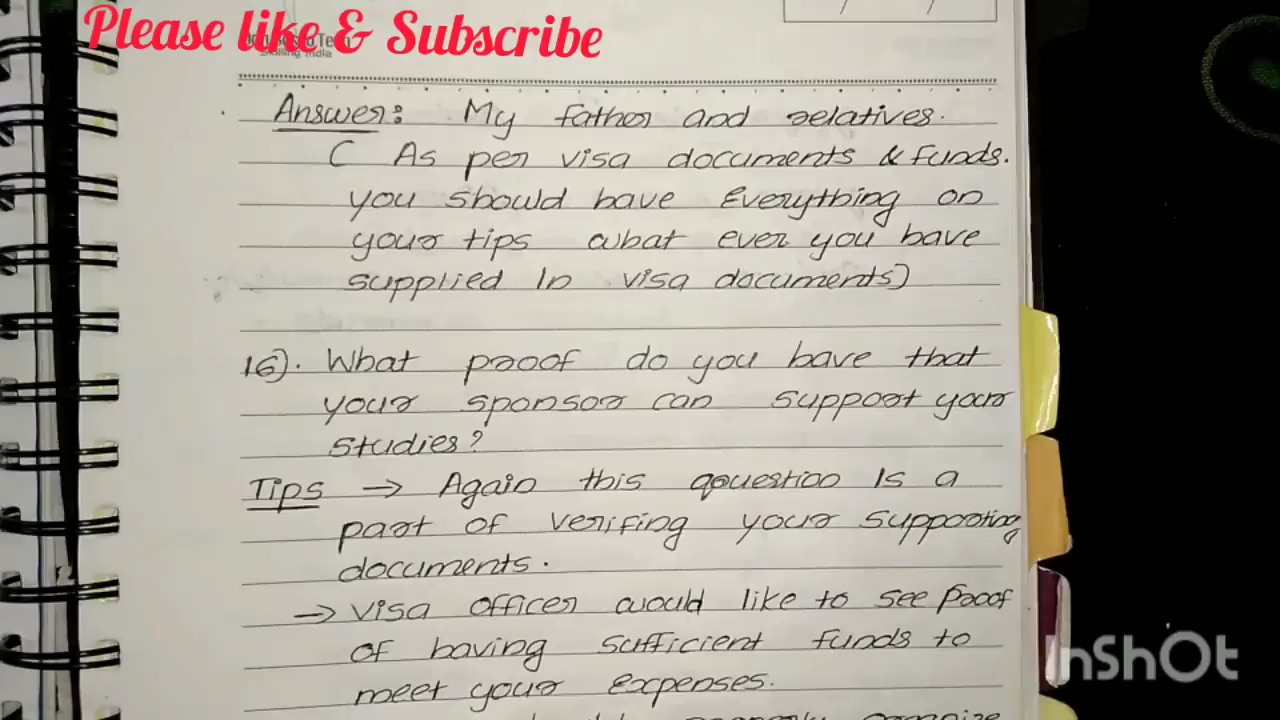 Please like & Subscribe
Skilling India
Answer: My father and relatives.
( As per visa documents & funds.
you should have Everything on
your tips what ever you have
supplied In visa documents)
16). What proof do you have that
your sponsor can support your
studies?
Tips → Again this question Is a
part of verifing your supporting
documents.
→ Visa officer would like to see Proof
of having sufficient funds to
meet your expenses.
InShOt